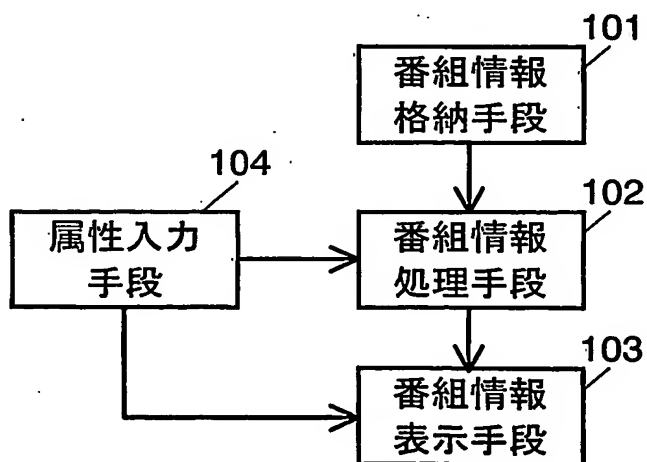 101
番組情報
格納手段
104
属性入力
手段
102
番組情報
処理手段
103
番組情報
表示手段